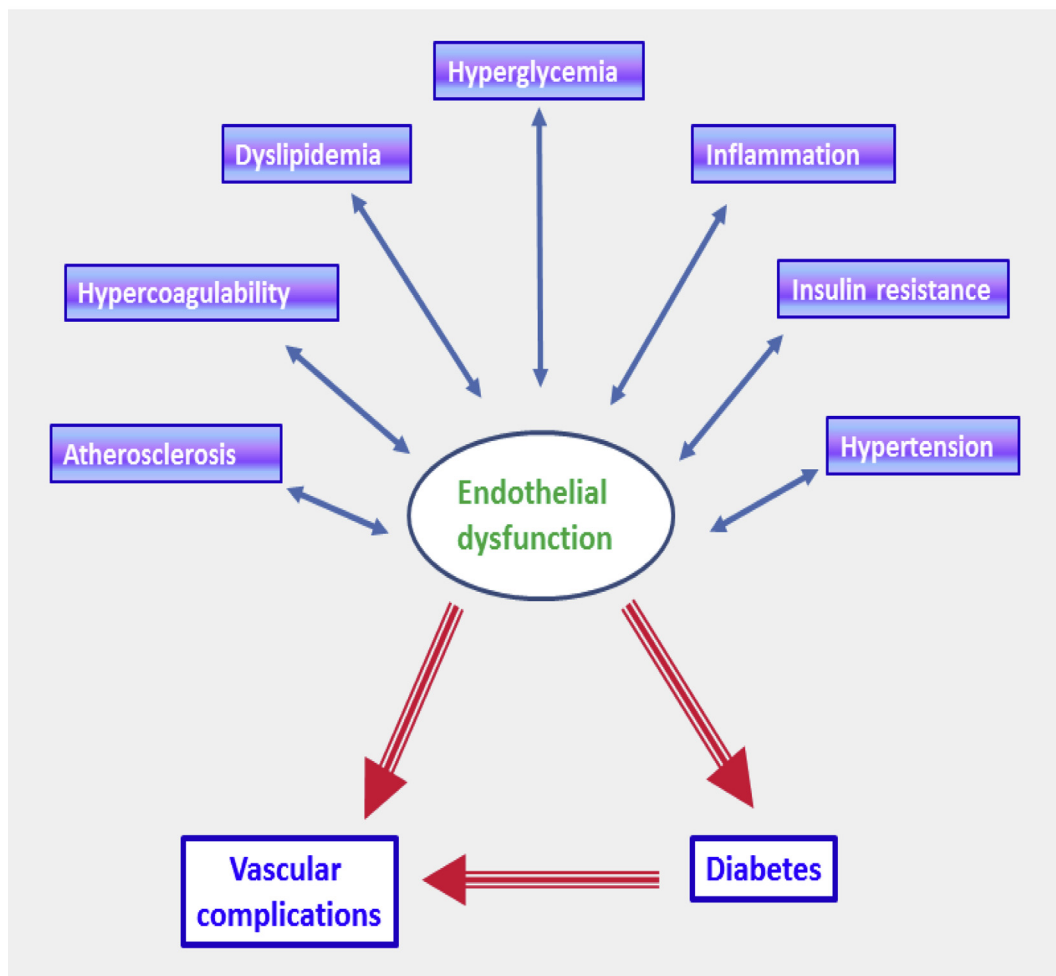 Hyperglycemia
Dyslipidemia
Inflammation
Hypercoagulability
Insulin resistance
Atherosclerosis
Hypertension
Endothelial
dysfunction
Vascular
complications
Diabetes